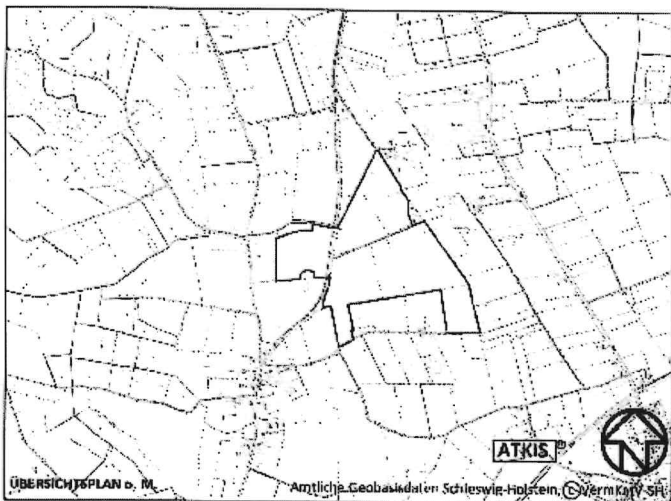 ATKIS®
N
ÜBERSICHTSPLAN o. M.
Amtliche Geobasisdaten Schleswig-Holstein, © VermKatV-SH